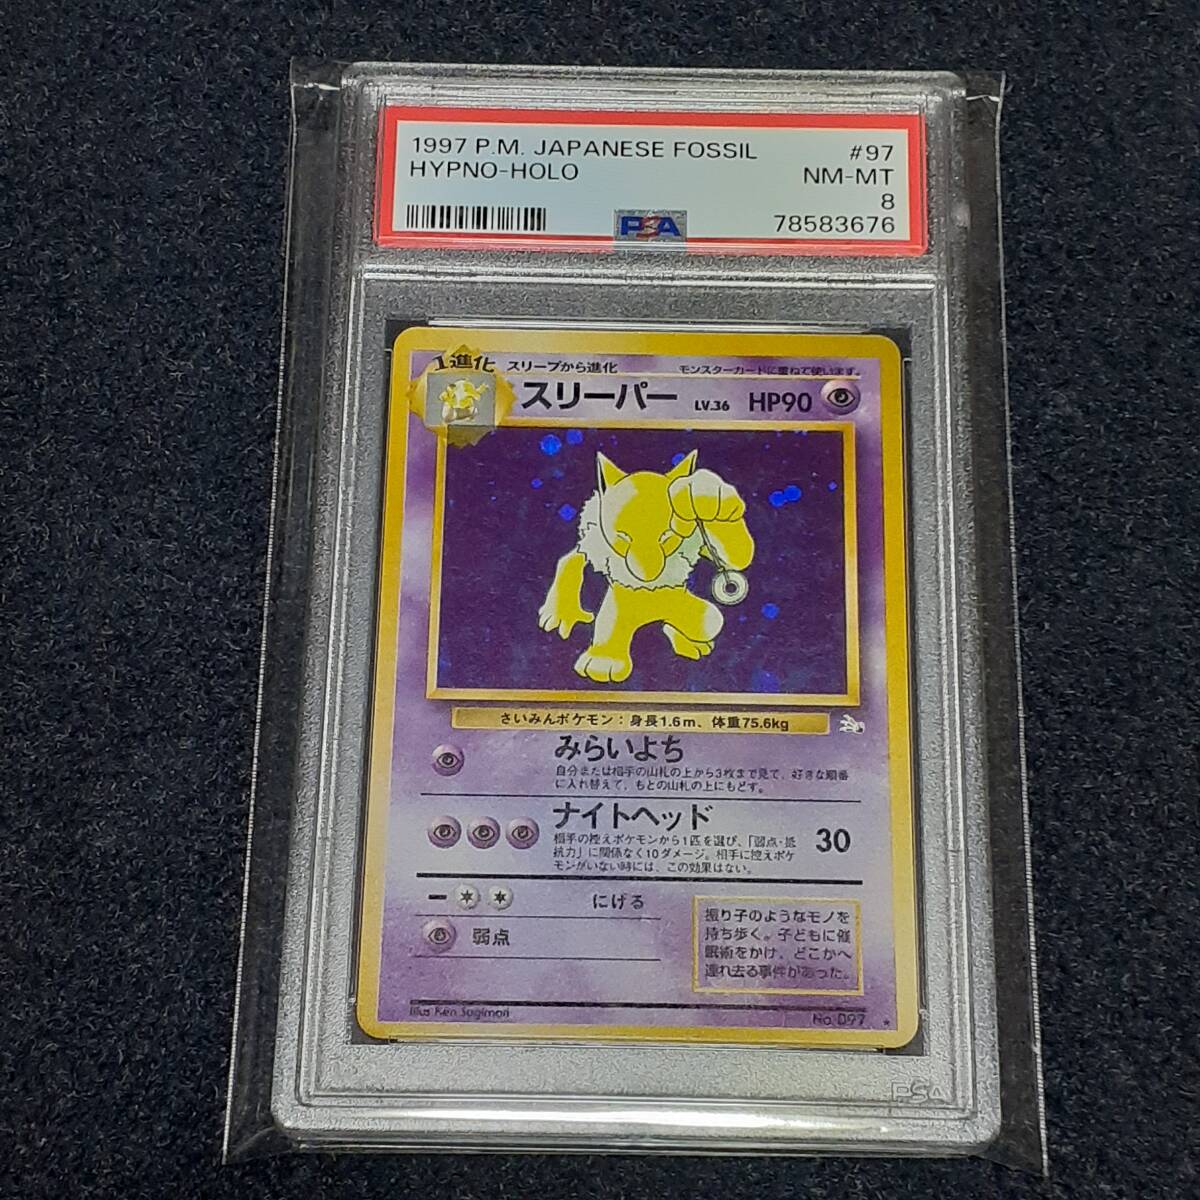 1997 P.M. JAPANESE FOSSIL #97
HYPNO-HOLO NM-MT
8
PSA 78583676
1進化 スリープから進化 モンスターカードに重ねて使います。
スリーパー LV.36 HP90
さいみんポケモン：身長1.6m、体重75.6kg
みらいよち
自分または相手の山札の上から3枚まで見て、好きな順番
に入れ替えて、もとの山札の上にもどす。
ナイトヘッド 30
相手の控えポケモンから1匹を選び、「弱点・抵
抗力」に関係なく10ダメージ。相手に控えポケ
モンがいない時には、この効果はない。
にげる
弱点
振り子のようなモノを
持ち歩く。子どもに催
眠術をかけ、どこかへ
連れ去る事件があった。
Illus. Ken Sugimori No. 097 ★
PSA